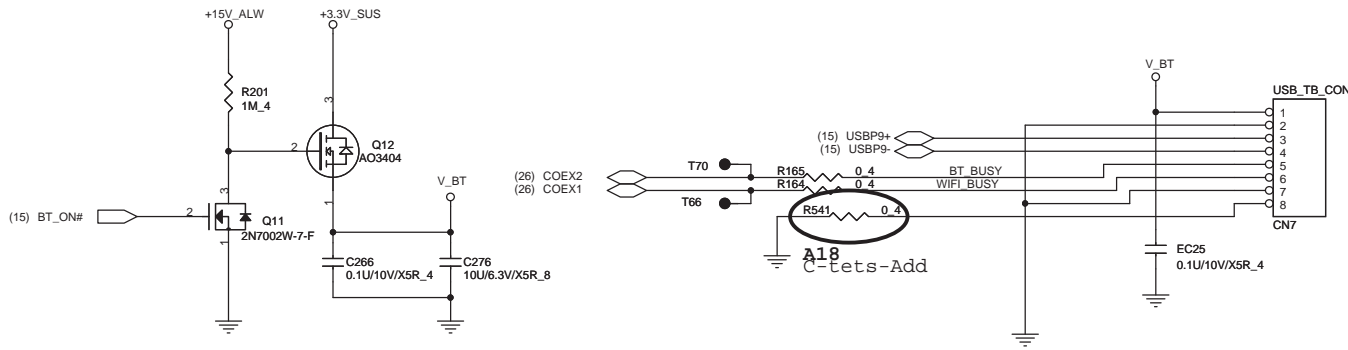 +15V_ALW
+3.3V_SUS
R201
1M_4
3
2
Q12
AO3404
1
V_BT
(15) BT_ON#
2
3
Q11
2N7002W-7-F
1
C266
0.1U/10V/X5R_4
C276
10U/6.3V/X5R_8
V_BT
USB_TB_CON
1
2
3
4
5
6
7
8
CN7
(15) USBP9+
(15) USBP9-
T70
(26) COEX2
R165
0_4
BT_BUSY
(26) COEX1
R164
0_4
WIFI_BUSY
T66
R541
0_4
A18
C-tets-Add
EC25
0.1U/10V/X5R_4